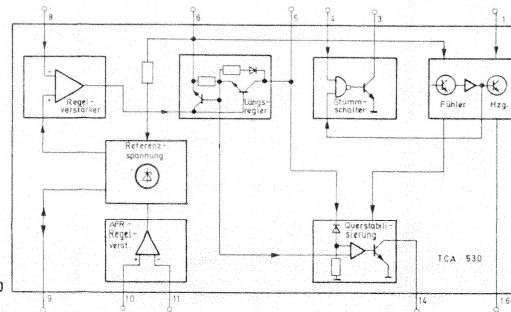 8 6 5 4 3 1
Regel-
verstärker
Längs-
regler
Stumm-
schalter
Fühler Hzg.
Referenz-
spannung
AFR-
Regel-
verst.
Querstabili-
sierung
TCA 530
9 10 11 14 16